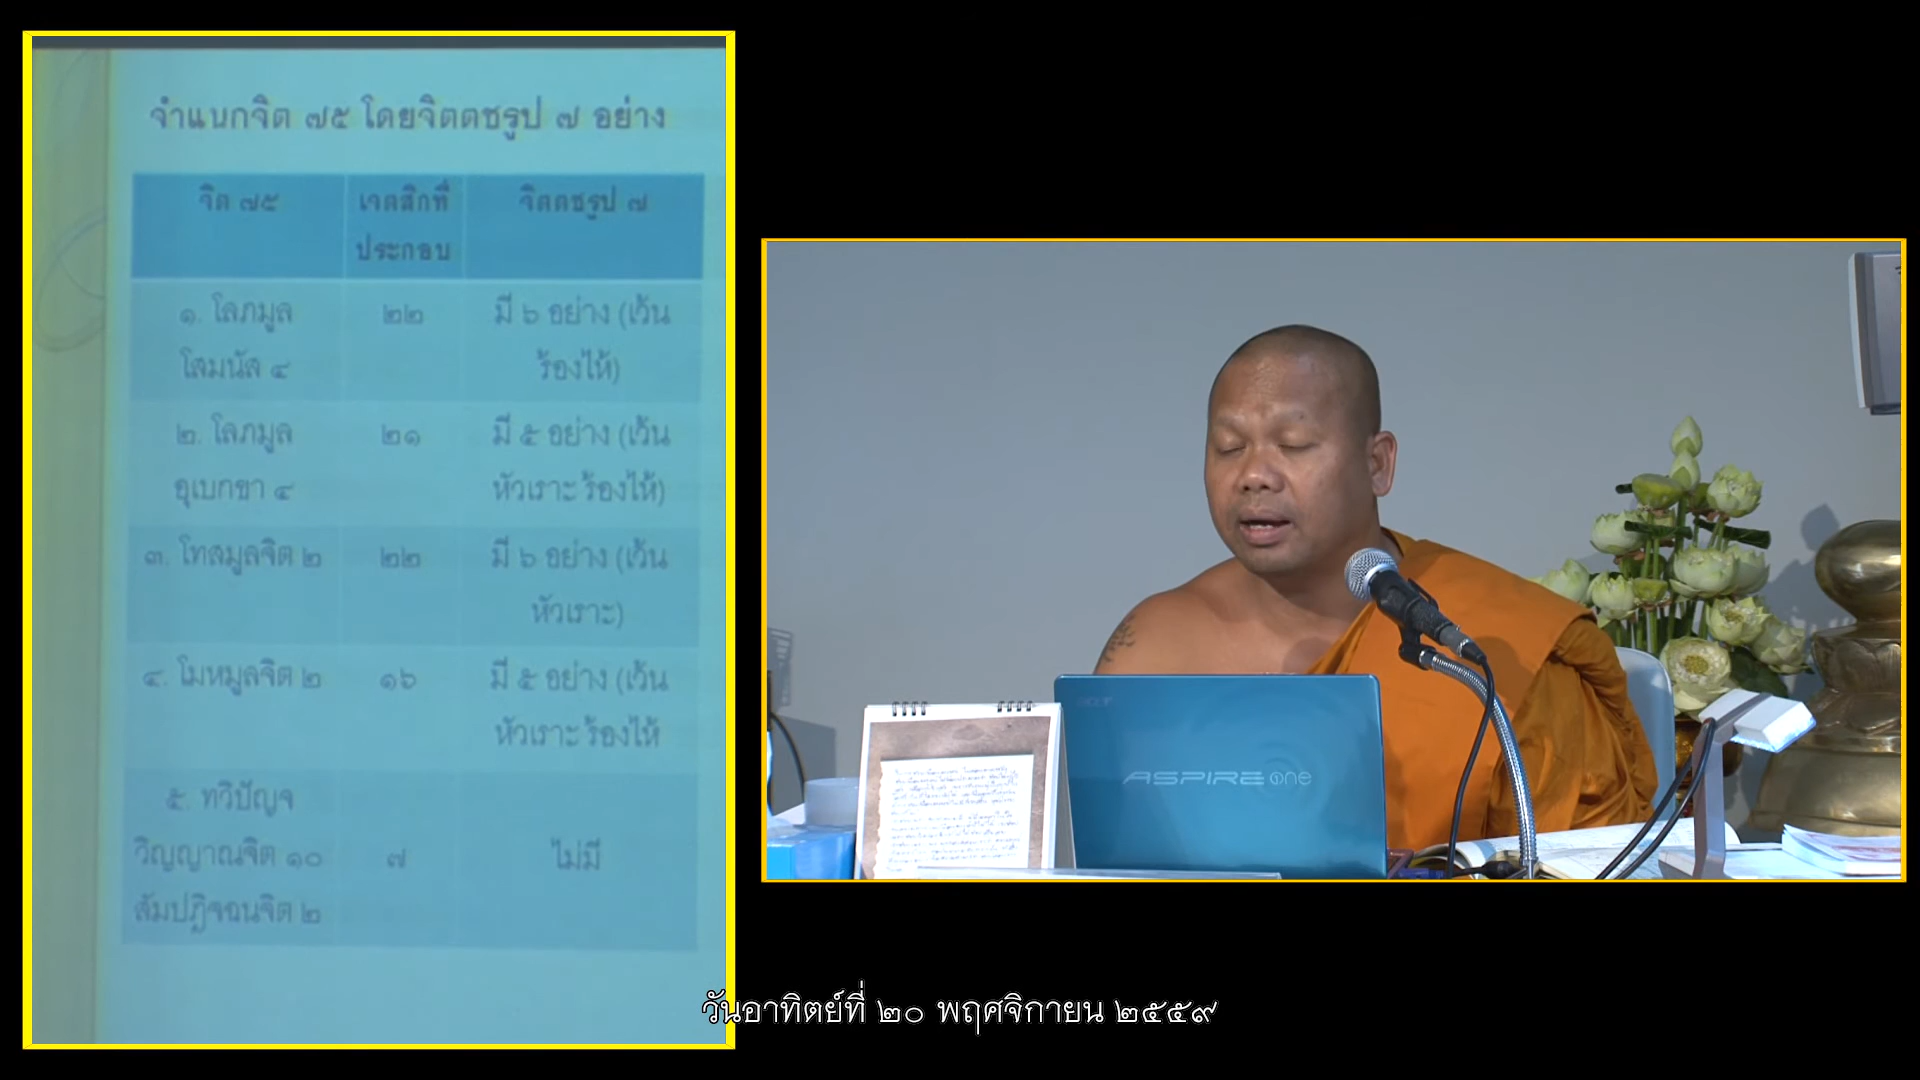 จำแนกจิต ๗๕ โดยจิตตชรูป ๗ อย่าง
จิต ๗๕ เจตสิกที่ จิตตชรูป ๗
ประกอบ
๑. โลภมูล ๒๒ มี ๖ อย่าง (เว้น
โสมนัส ๔ ร้องไห้)
๒. โลภมูล ๒๑ มี ๕ อย่าง (เว้น
อุเบกขา ๔ หัวเราะ ร้องไห้)
๓. โทสมูลจิต ๒ ๒๒ มี ๖ อย่าง (เว้น
หัวเราะ)
๔. โมหมูลจิต ๒ ๑๖ มี ๕ อย่าง (เว้น
หัวเราะ ร้องไห้
๕. ทวิปัญจ
วิญญาณจิต ๑๐ ๗ ไม่มี
สัมปฏิจฉนจิต ๒
acer
ASPIRE one
วันอาทิตย์ที่ ๒๐ พฤศจิกายน ๒๕๕๙